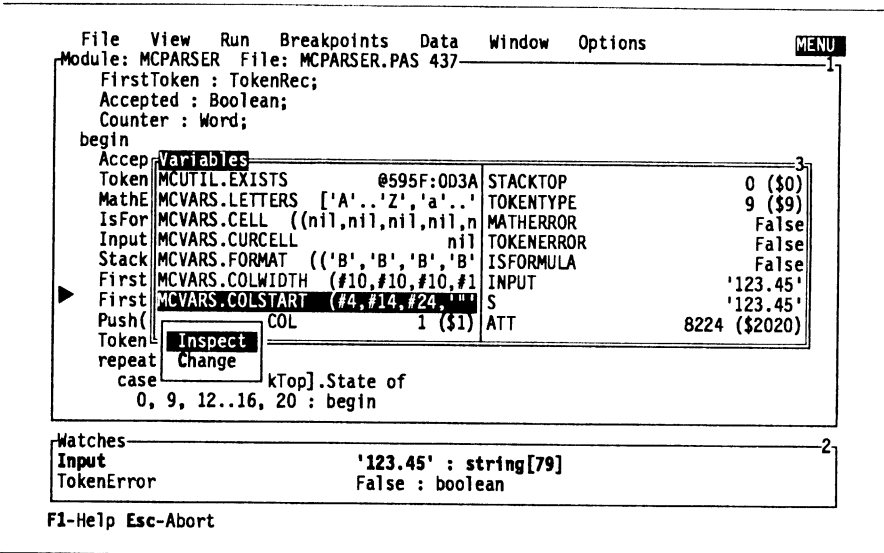 File View Run Breakpoints Data Window Options MENU
Module: MCPARSER File: MCPARSER.PAS 437 1
FirstToken : TokenRec;
Accepted : Boolean;
Counter : Word;
begin
Accep Variables 3
Token MCUTIL.EXISTS @595F:0D3A STACKTOP 0 ($0)
MathE MCVARS.LETTERS ['A'..'Z','a'..' TOKENTYPE 9 ($9)
IsFor MCVARS.CELL ((nil,nil,nil,nil,n MATHERROR False
Input MCVARS.CURCELL nil TOKENERROR False
Stack MCVARS.FORMAT (('B','B','B','B' ISFORMULA False
First MCVARS.COLWIDTH (#10,#10,#10,#1 INPUT '123.45'
First MCVARS.COLSTART (#4,#14,#24,'"' S '123.45'
Push( COL 1 ($1) ATT 8224 ($2020)
Token Inspect
repeat Change
case kTop].State of
0, 9, 12..16, 20 : begin
Watches 2
Input '123.45' : string[79]
TokenError False : boolean
F1-Help Esc-Abort